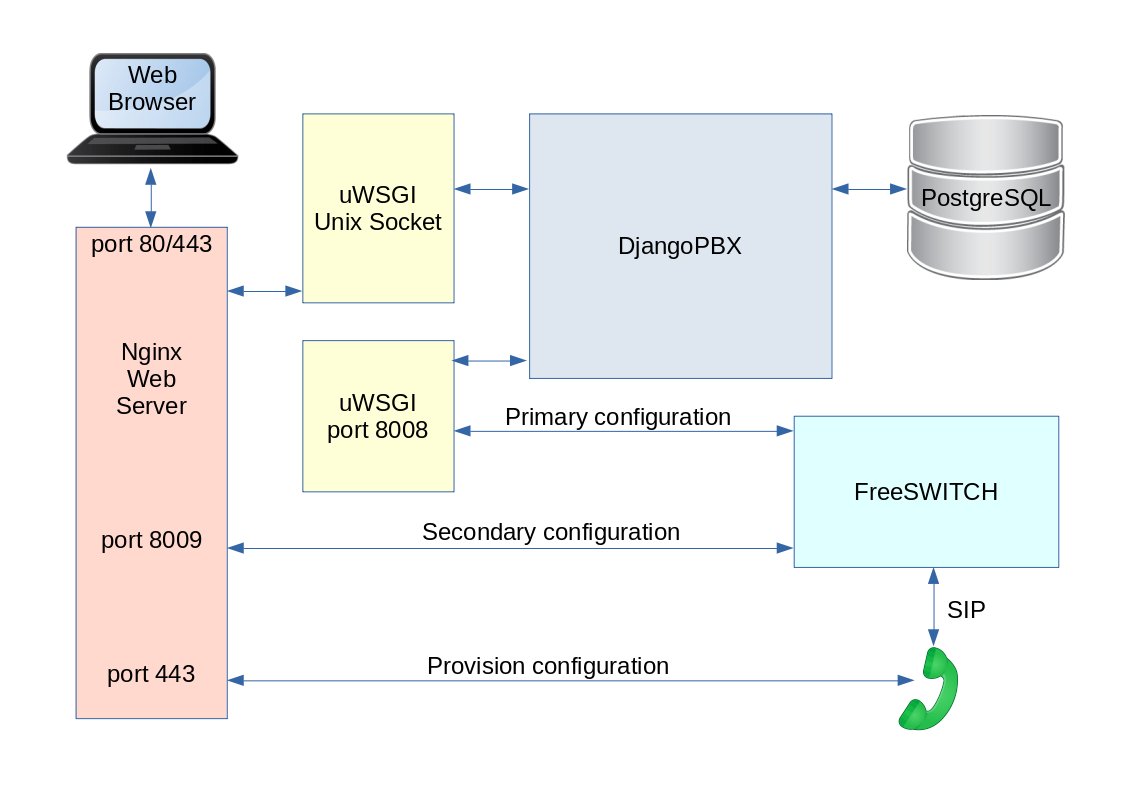 Web
Browser
port 80/443
Nginx
Web
Server
port 8009
port 443
uWSGI
Unix Socket
uWSGI
port 8008
DjangoPBX
PostgreSQL
Primary configuration
FreeSWITCH
Secondary configuration
SIP
Provision configuration